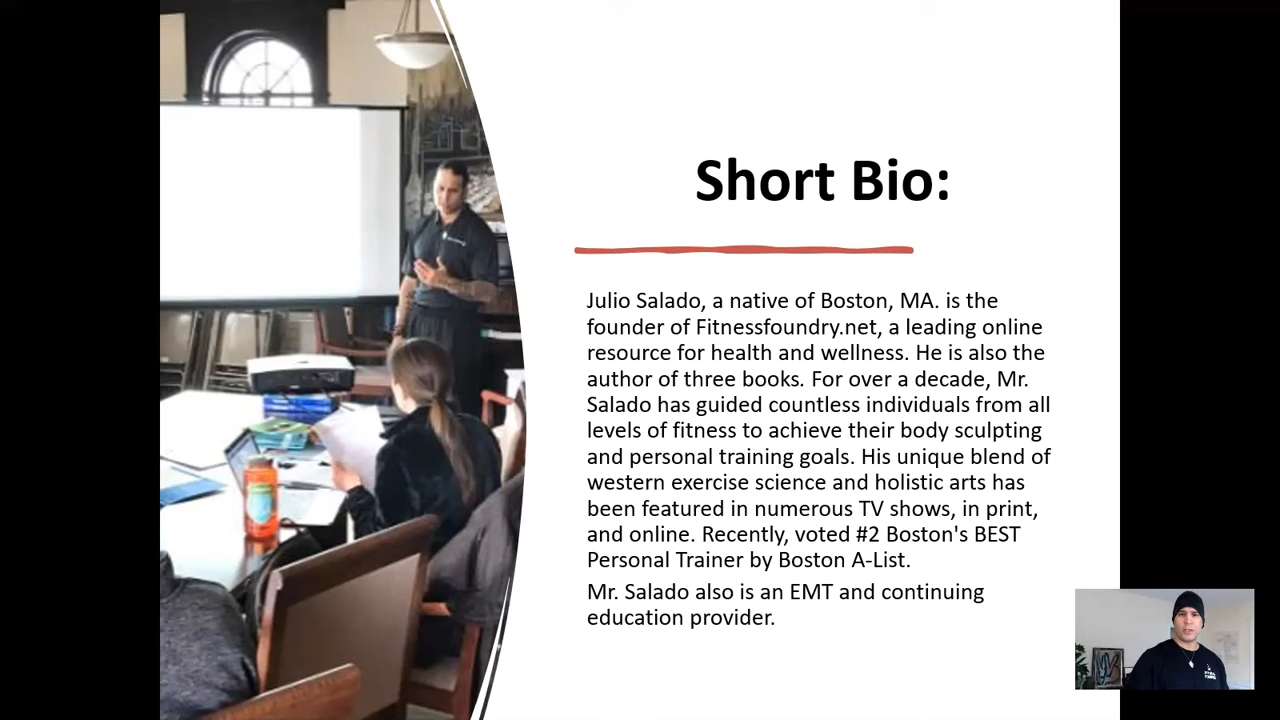 Short Bio:
Julio Salado, a native of Boston, MA. is the
founder of Fitnessfoundry.net, a leading online
resource for health and wellness. He is also the
author of three books. For over a decade, Mr.
Salado has guided countless individuals from all
levels of fitness to achieve their body sculpting
and personal training goals. His unique blend of
western exercise science and holistic arts has
been featured in numerous TV shows, in print,
and online. Recently, voted #2 Boston's BEST
Personal Trainer by Boston A-List.
Mr. Salado also is an EMT and continuing
education provider.